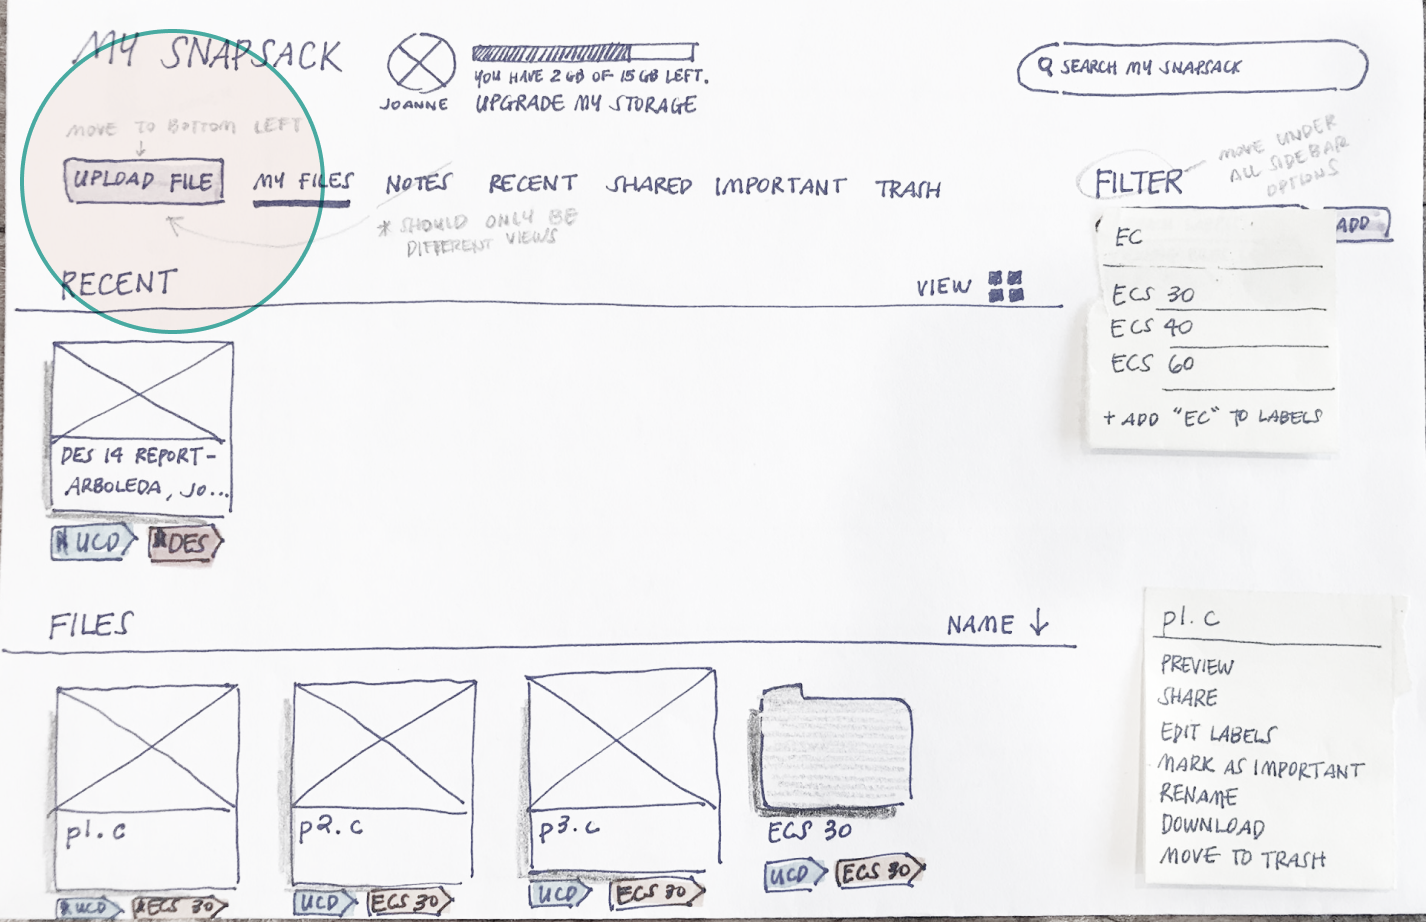 MY SNAPSACK
JOANNE
YOU HAVE 2 GB OF 15 GB LEFT.
UPGRADE MY STORAGE
SEARCH MY SNAPSACK
MOVE TO BOTTOM LEFT
UPLOAD FILE
MY FILES NOTES RECENT SHARED IMPORTANT TRASH
* SHOULD ONLY BE
DIFFERENT VIEWS
FILTER
MOVE UNDER
ALL SIDEBAR
OPTIONS
ADD
EC
ECS 30
ECS 40
ECS 60
+ ADD "EC" TO LABELS
RECENT
VIEW
DES 14 REPORT-
ARBOLEDA, JO...
UCD DES
FILES
NAME ↓
p1.c
UCD ECS 30
p2.c
UCD ECS 30
p3.c
UCD ECS 30
ECS 30
UCD ECS 30
p1.c
PREVIEW
SHARE
EDIT LABELS
MARK AS IMPORTANT
RENAME
DOWNLOAD
MOVE TO TRASH